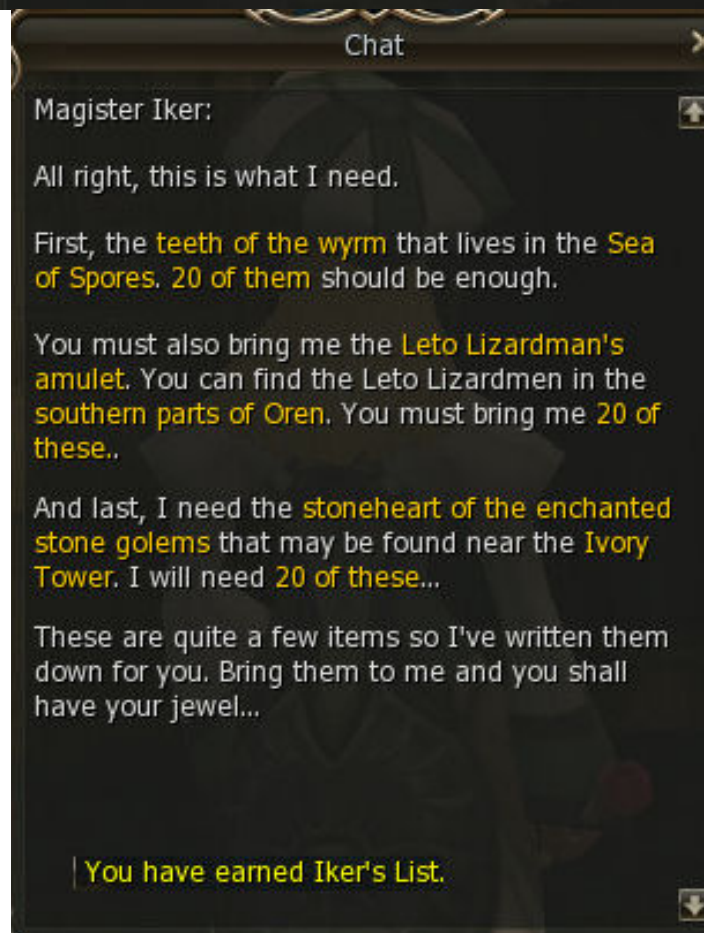 Chat
Magister Iker:
All right, this is what I need.
First, the teeth of the wyrm that lives in the Sea
of Spores. 20 of them should be enough.
You must also bring me the Leto Lizardman's
amulet. You can find the Leto Lizardmen in the
southern parts of Oren. You must bring me 20 of
these..
And last, I need the stoneheart of the enchanted
stone golems that may be found near the Ivory
Tower. I will need 20 of these...
These are quite a few items so I've written them
down for you. Bring them to me and you shall
have your jewel...
You have earned Iker's List.